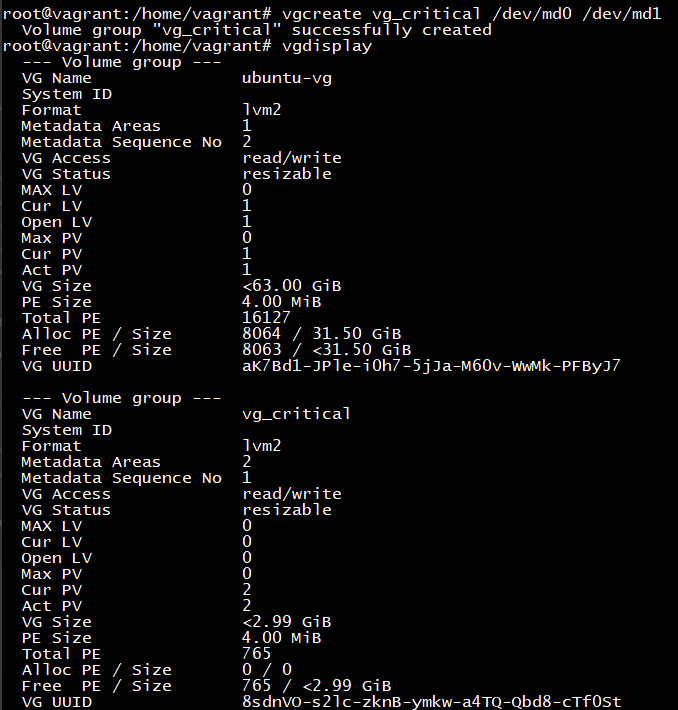 root@vagrant:/home/vagrant# vgcreate vg_critical /dev/md0 /dev/md1
  Volume group "vg_critical" successfully created
root@vagrant:/home/vagrant# vgdisplay
  --- Volume group ---
  VG Name               ubuntu-vg
  System ID
  Format                lvm2
  Metadata Areas        1
  Metadata Sequence No  2
  VG Access             read/write
  VG Status             resizable
  MAX LV                0
  Cur LV                1
  Open LV               1
  Max PV                0
  Cur PV                1
  Act PV                1
  VG Size               <63.00 GiB
  PE Size               4.00 MiB
  Total PE              16127
  Alloc PE / Size       8064 / 31.50 GiB
  Free  PE / Size       8063 / <31.50 GiB
  VG UUID               aK7Bd1-JPle-i0h7-5jJa-M60v-WwMk-PFByJ7

  --- Volume group ---
  VG Name               vg_critical
  System ID
  Format                lvm2
  Metadata Areas        2
  Metadata Sequence No  1
  VG Access             read/write
  VG Status             resizable
  MAX LV                0
  Cur LV                0
  Open LV               0
  Max PV                0
  Cur PV                2
  Act PV                2
  VG Size               <2.99 GiB
  PE Size               4.00 MiB
  Total PE              765
  Alloc PE / Size       0 / 0
  Free  PE / Size       765 / <2.99 GiB
  VG UUID               8sdnVO-s2lc-zknB-ymkw-a4TQ-Qbd8-cTf0St